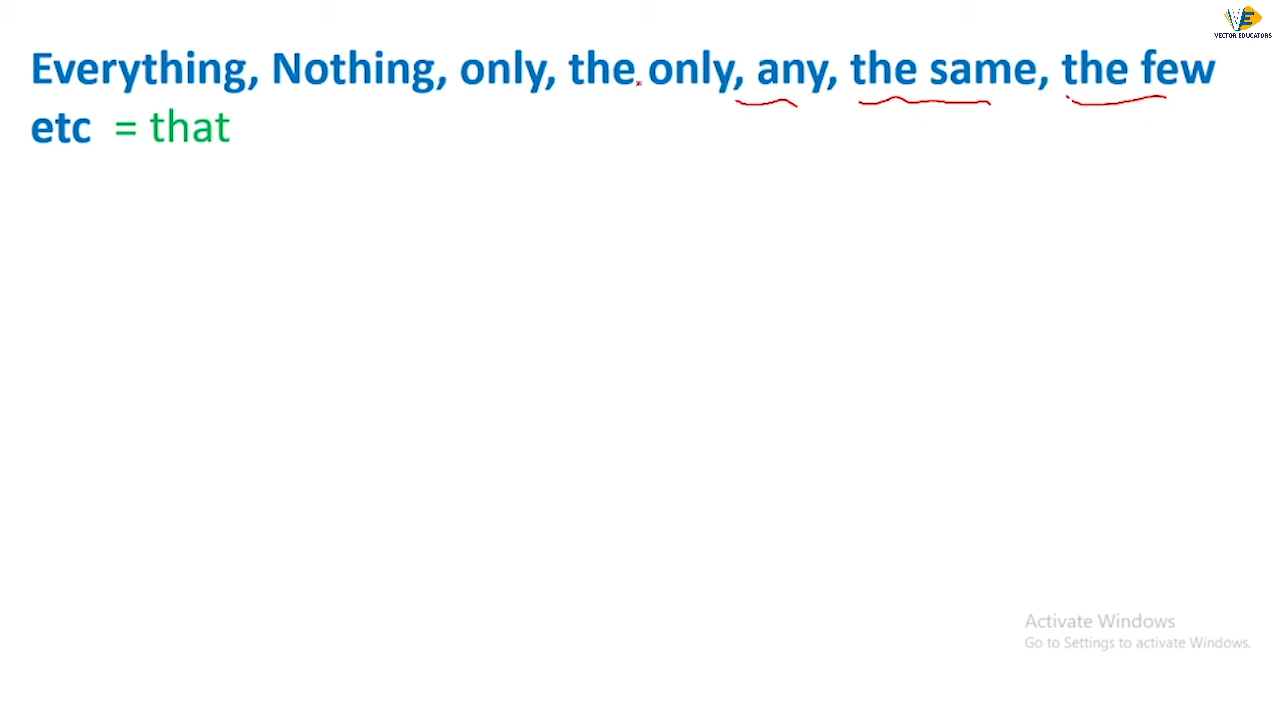 VE
VECTOR EDUCATORS
Everything, Nothing, only, the only, any, the same, the few
etc = that
Activate Windows
Go to Settings to activate Windows.